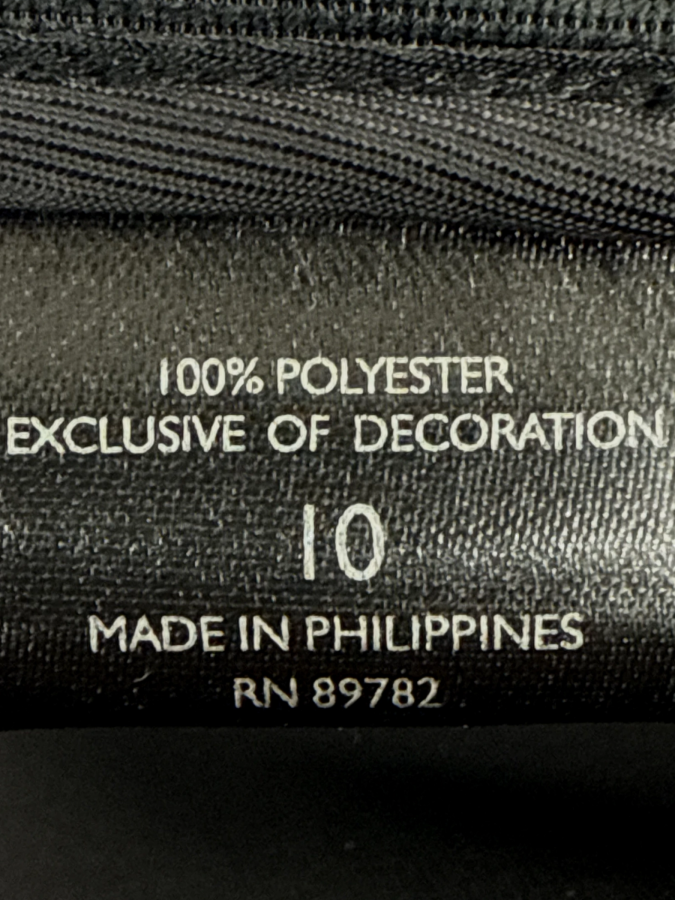 100% POLYESTER
EXCLUSIVE OF DECORATION
10
MADE IN PHILIPPINES
RN 89782